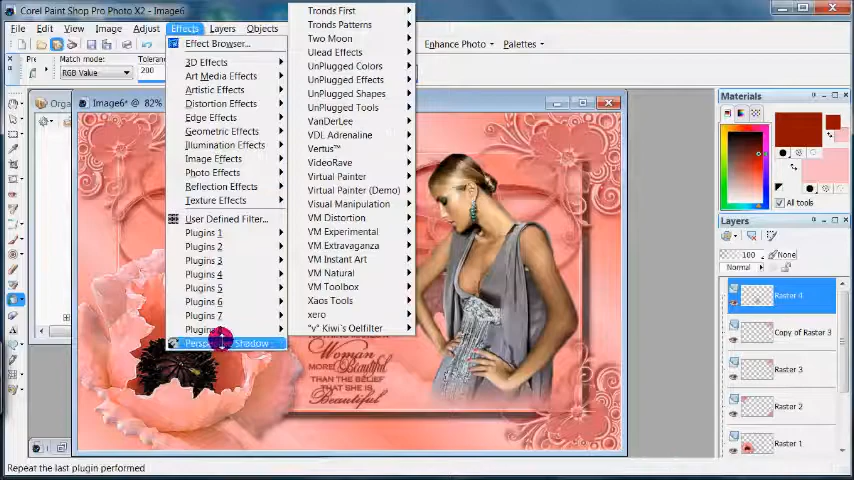 Corel Paint Shop Pro Photo X2 - Image6
File Edit View Image Adjust Effects Layers Objects
Enhance Photo Palettes
RGB Value
Tolerance
200
Orga
Image6* @ 82%
Effect Browser...
3D Effects
Art Media Effects
Artistic Effects
Distortion Effects
Edge Effects
Geometric Effects
Illumination Effects
Image Effects
Photo Effects
Reflection Effects
Texture Effects
User Defined Filter...
Plugins 1
Plugins 2
Plugins 3
Plugins 4
Plugins 5
Plugins 6
Plugins 7
Plugins
Shadow
Tronds First
Tronds Patterns
Two Moon
Ulead Effects
UnPlugged Colors
UnPlugged Effects
UnPlugged Shapes
UnPlugged Tools
VanDerLee
VDL Adrenaline
Vertus™
VideoRave
Virtual Painter
Virtual Painter (Demo)
Visual Manipulation
VM Distortion
VM Experimental
VM Extravaganza
VM Instant Art
VM Natural
VM Toolbox
Xaos Tools
xero
°v° Kiwi`s Oelfilter
Woman
MORE Beautiful
THAN THE BELIEF
THAT SHE IS
Beautiful
Materials
All tools
Layers
100
None
Normal
Raster 4
Copy of Raster 3
Raster 3
Raster 2
Raster 1
Repeat the last plugin performed